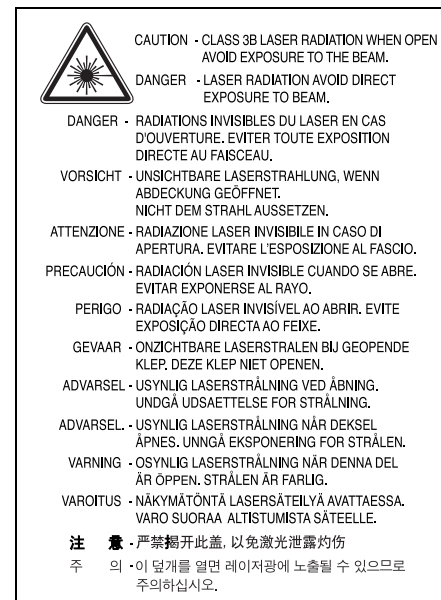 CAUTION - CLASS 3B LASER RADIATION WHEN OPEN
AVOID EXPOSURE TO THE BEAM.
DANGER - LASER RADIATION AVOID DIRECT
EXPOSURE TO BEAM.
DANGER - RADIATIONS INVISIBLES DU LASER EN CAS
D'OUVERTURE. EVITER TOUTE EXPOSITION
DIRECTE AU FAISCEAU.
VORSICHT - UNSICHTBARE LASERSTRAHLUNG, WENN
ABDECKUNG GEÖFFNET.
NICHT DEM STRAHL AUSSETZEN.
ATTENZIONE - RADIAZIONE LASER INVISIBILE IN CASO DI
APERTURA. EVITARE L'ESPOSIZIONE AL FASCIO.
PRECAUCIÓN - RADIACIÓN LASER INVISIBLE CUANDO SE ABRE.
EVITAR EXPONERSE AL RAYO.
PERIGO - RADIAÇÃO LASER INVISÍVEL AO ABRIR. EVITE
EXPOSIÇÃO DIRECTA AO FEIXE.
GEVAAR - ONZICHTBARE LASERSTRALEN BIJ GEOPENDE
KLEP. DEZE KLEP NIET OPENEN.
ADVARSEL - USYNLIG LASERSTRÅLNING VED ÅBNING.
UNDGÅ UDSAETTELSE FOR STRÅLNING.
ADVARSEL. - USYNLIG LASERSTRÅLNING NÅR DEKSEL
ÅPNES. UNNGÅ EKSPONERING FOR STRÅLEN.
VARNING - OSYNLIG LASERSTRÅLNING NÄR DENNA DEL
ÄR ÖPPEN. STRÅLEN ÄR FARLIG.
VAROITUS - NÄKYMÄTÖNTÄ LASERSÄTEILYÄ AVATTAESSA.
VARO SUORAA ALTISTUMISTA SÄTEELLE.
注 意 - 严禁揭开此盖, 以免激光泄露灼伤
주 의 - 이 덮개를 열면 레이저광에 노출될 수 있으므로
주의하십시오.